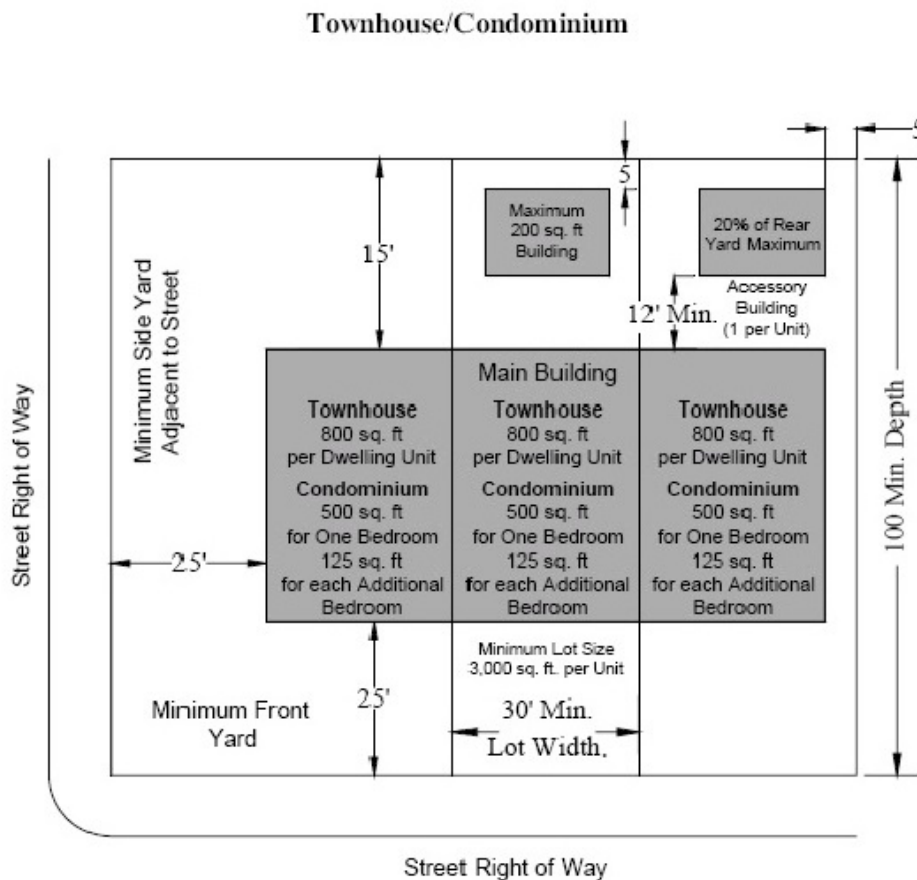 Townhouse/Condominium
5
5
Maximum
200 sq. ft
Building
20% of Rear
Yard Maximum
15'
12' Min.
Accessory
Building
(1 per Unit)
Minimum Side Yard
Adjacent to Street
Main Building
Townhouse
800 sq. ft
per Dwelling Unit
Condominium
500 sq. ft
for One Bedroom
125 sq. ft
for each Additional
Bedroom
Townhouse
800 sq. ft
per Dwelling Unit
Condominium
500 sq. ft
for One Bedroom
125 sq. ft
for each Additional
Bedroom
Townhouse
800 sq. ft
per Dwelling Unit
Condominium
500 sq. ft
for One Bedroom
125 sq. ft
for each Additional
Bedroom
100 Min. Depth
Street Right of Way
25'
Minimum Lot Size
3,000 sq. ft. per Unit
25'
Minimum Front
Yard
30' Min.
Lot Width.
Street Right of Way